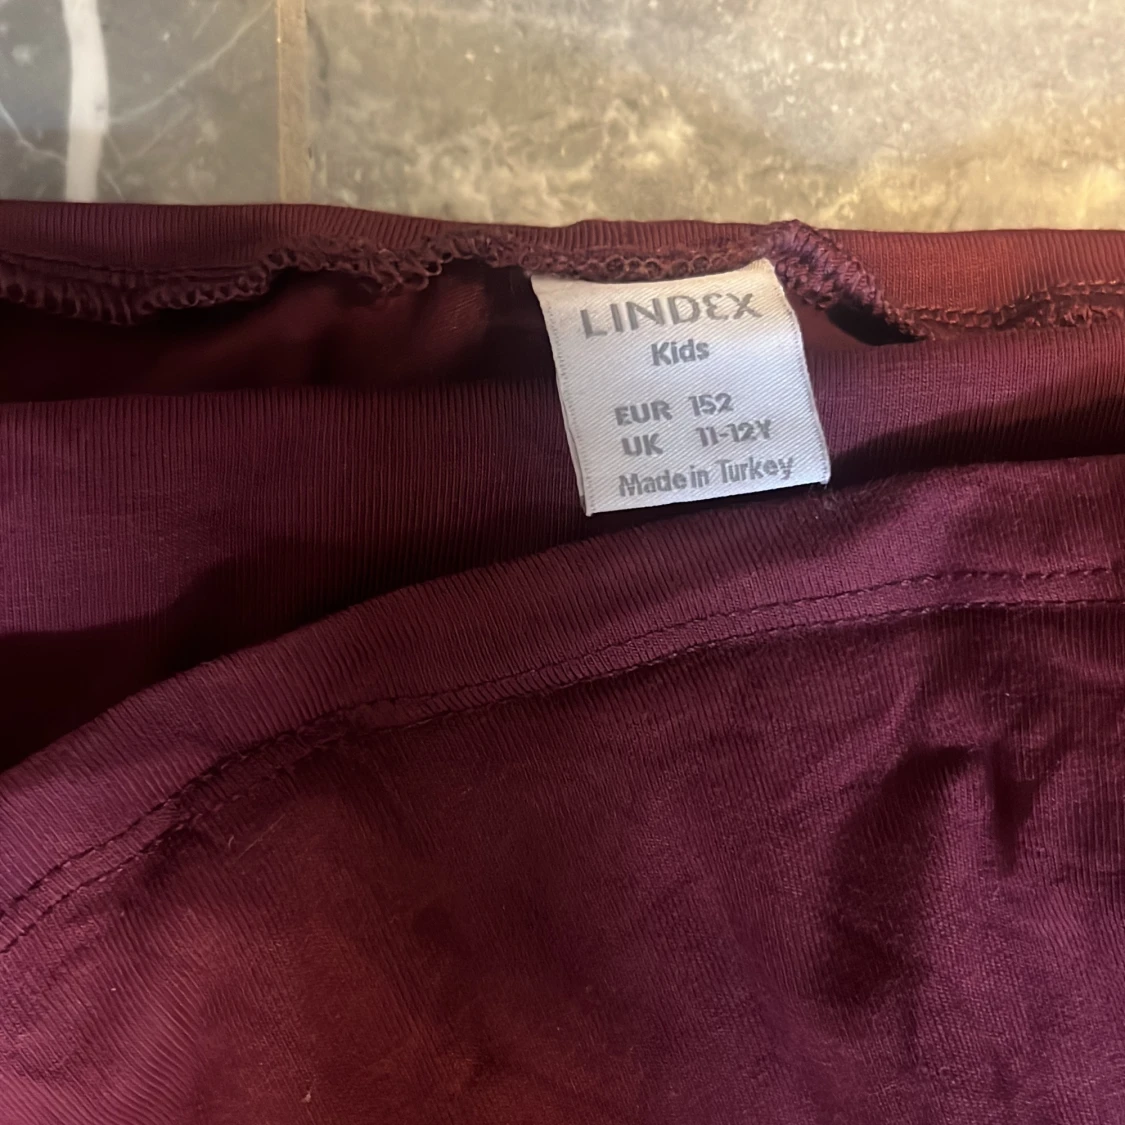 LINDEX
Kids
EUR 152
UK 11-12Y
Made in Turkey